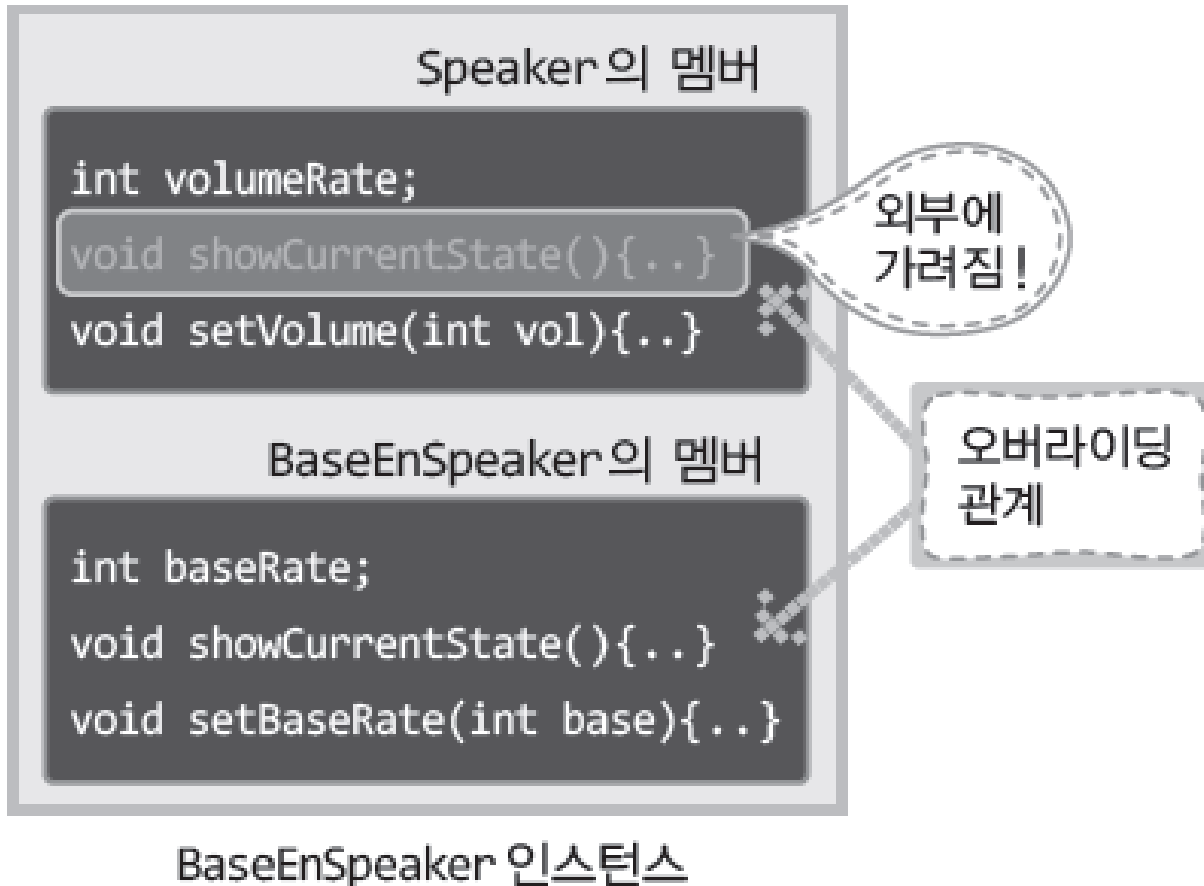 Speaker의 멤버
int volumeRate;
void showCurrentState(){..}
void setVolume(int vol){..}
외부에
가려짐!
오버라이딩
관계
BaseEnSpeaker의 멤버
int baseRate;
void showCurrentState(){..}
void setBaseRate(int base){..}
BaseEnSpeaker 인스턴스